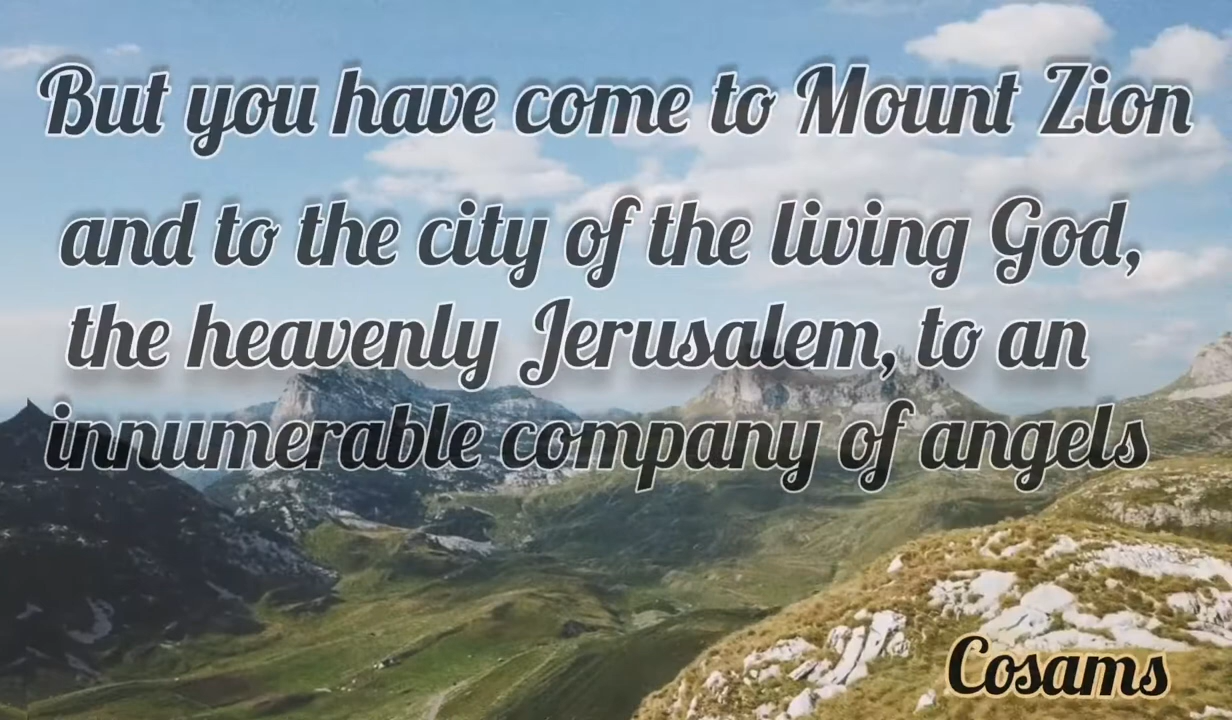 But you have come to Mount Zion
and to the city of the living God,
the heavenly Jerusalem, to an
innumerable company of angels
Cosams